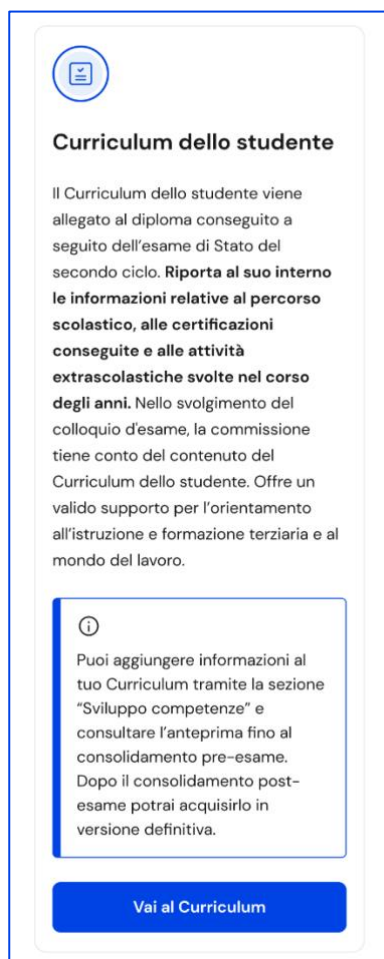 Curriculum dello studente
Il Curriculum dello studente viene
allegato al diploma conseguito a
seguito dell’esame di Stato del
secondo ciclo. Riporta al suo interno
le informazioni relative al percorso
scolastico, alle certificazioni
conseguite e alle attività
extrascolastiche svolte nel corso
degli anni. Nello svolgimento del
colloquio d'esame, la commissione
tiene conto del contenuto del
Curriculum dello studente. Offre un
valido supporto per l’orientamento
all’istruzione e formazione terziaria e al
mondo del lavoro.
Puoi aggiungere informazioni al
tuo Curriculum tramite la sezione
“Sviluppo competenze” e
consultare l’anteprima fino al
consolidamento pre-esame.
Dopo il consolidamento post-
esame potrai acquisirlo in
versione definitiva.
Vai al Curriculum